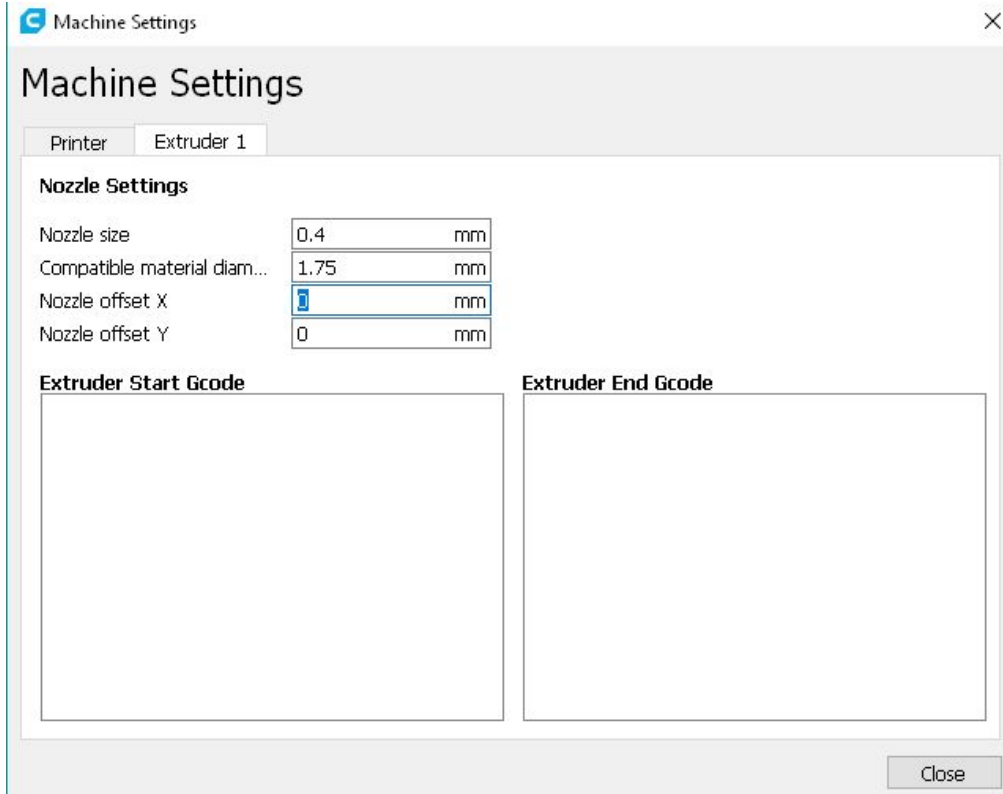 Machine Settings
Machine Settings
Printer Extruder 1
Nozzle Settings
Nozzle size 0.4 mm
Compatible material diam... 1.75 mm
Nozzle offset X 0 mm
Nozzle offset Y 0 mm
Extruder Start Gcode Extruder End Gcode
Close